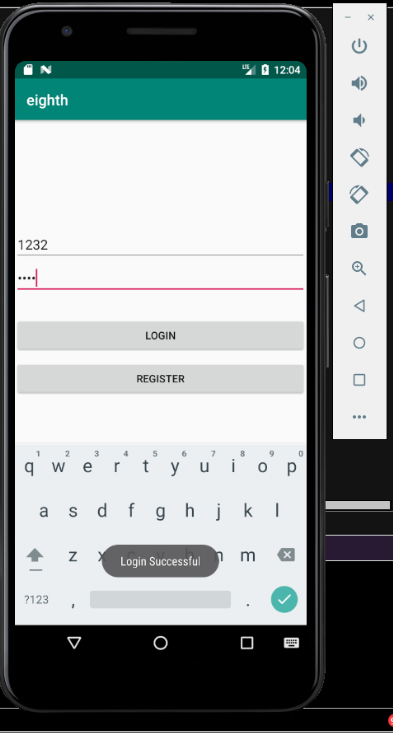 LTE 12:04
eighth
1232
••••
LOGIN
REGISTER
1 2 3 4 5 6 7 8 9 0
q w e r t y u i o p
a s d f g h j k l
z x m
Login Successful
?123 , .